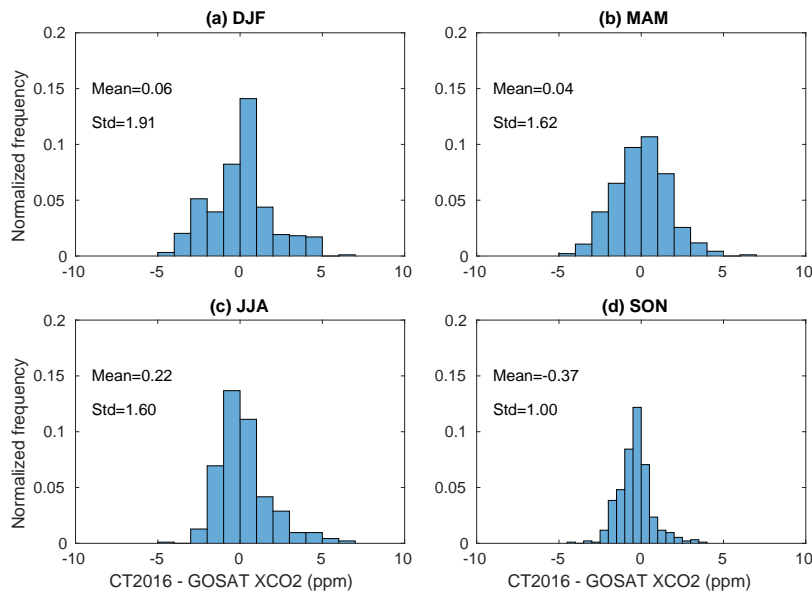 (a) DJF
0.2
0.15
0.1
0.05
0
Normalized frequency
Mean=0.06
Std=1.91
-10
-5
0
5
10
(b) MAM
0.2
0.15
0.1
0.05
0
Mean=0.04
Std=1.62
-10
-5
0
5
10
(c) JJA
0.2
0.15
0.1
0.05
0
Normalized frequency
Mean=0.22
Std=1.60
-10
-5
0
5
10
CT2016 - GOSAT XCO2 (ppm)
(d) SON
0.2
0.15
0.1
0.05
0
Mean=-0.37
Std=1.00
-10
-5
0
5
10
CT2016 - GOSAT XCO2 (ppm)